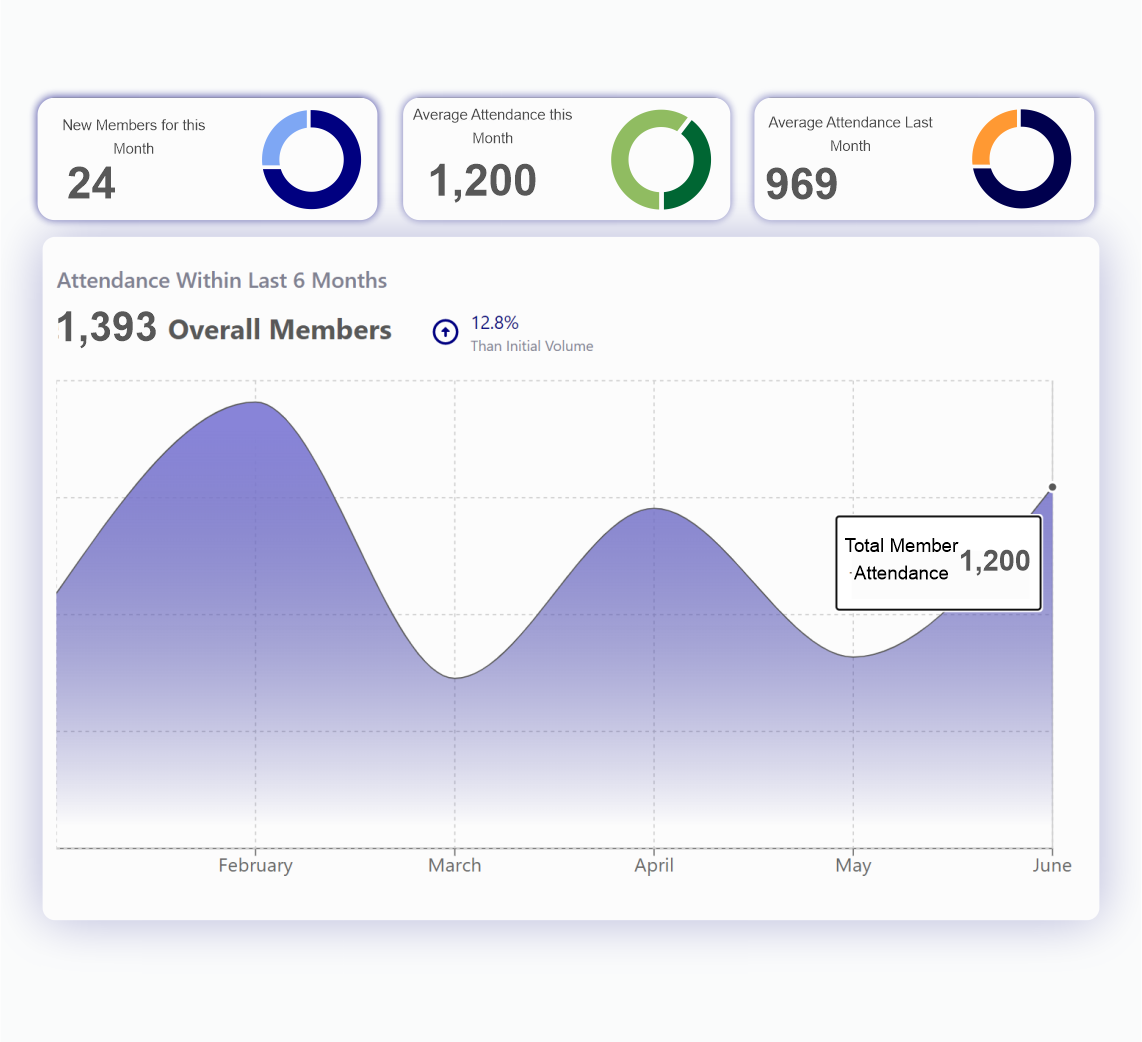 New Members for this
Month
24
Average Attendance this
Month
1,200
Average Attendance Last
Month
969
Attendance Within Last 6 Months
1,393 Overall Members
12.8%
Than Initial Volume
Total Member
Attendance
1,200
February March April May June